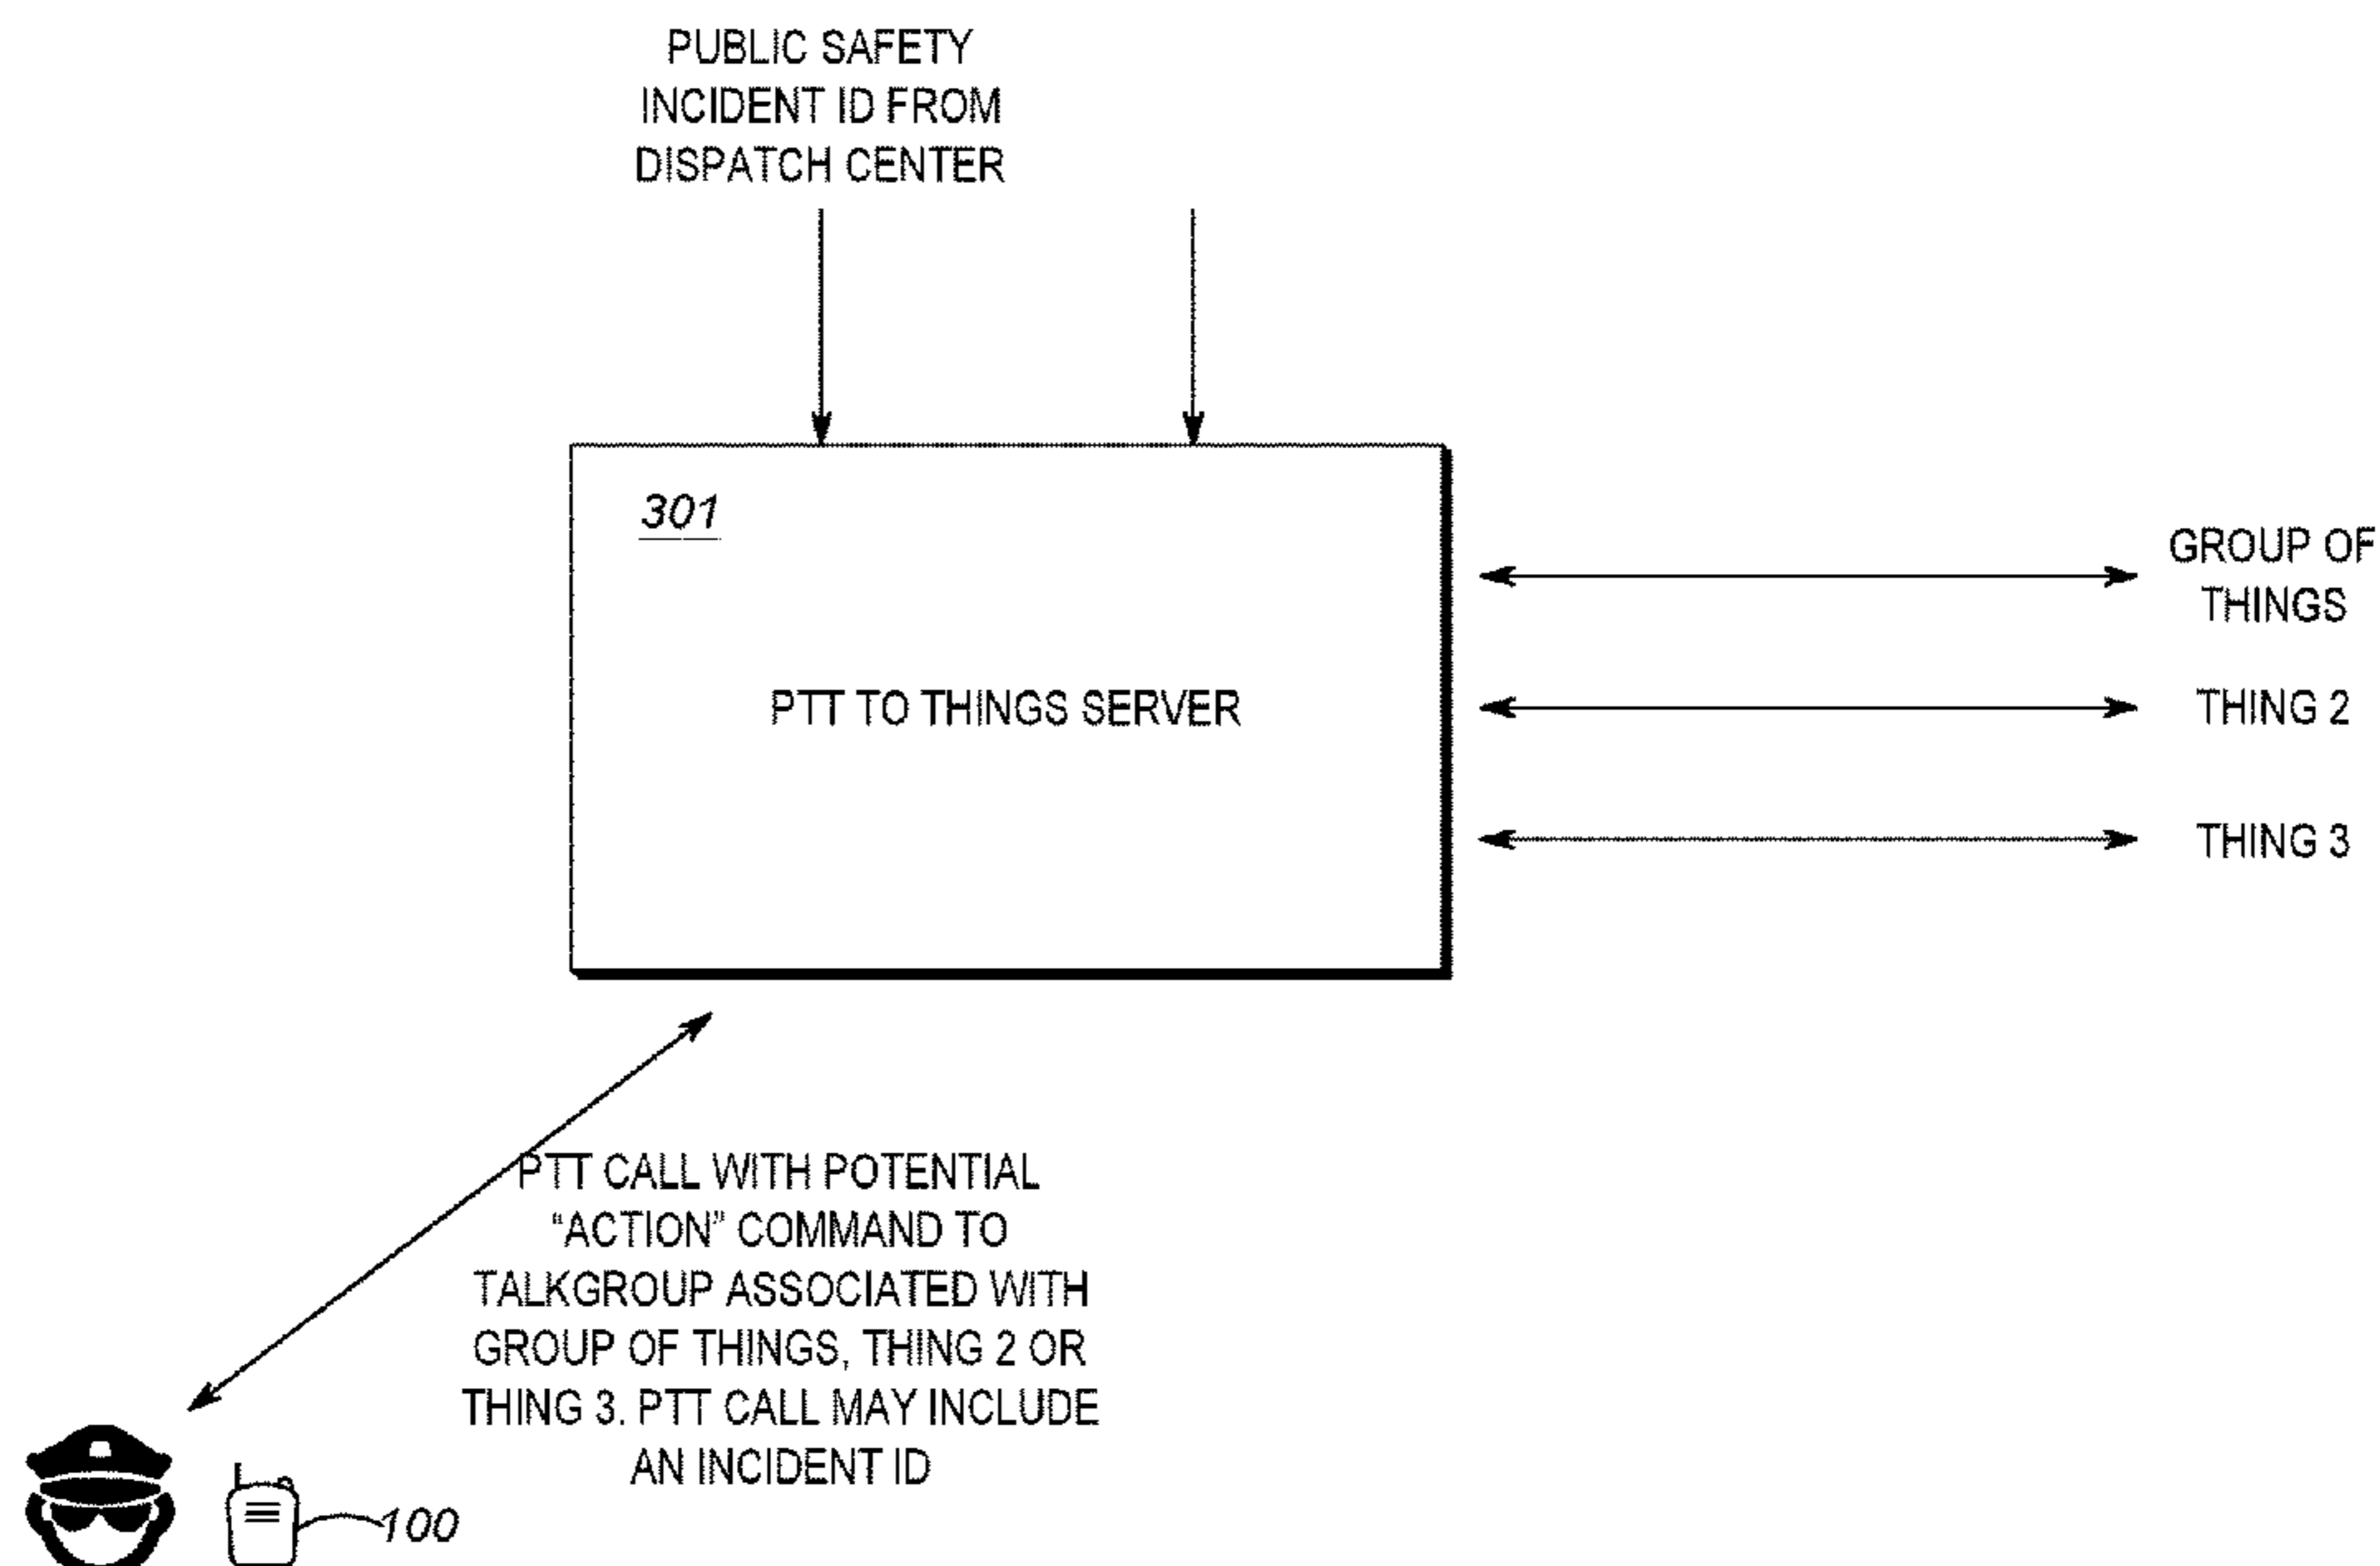 PUBLIC SAFETY
INCIDENT ID FROM
DISPATCH CENTER
301
PTT TO THINGS SERVER
GROUP OF
THINGS
THING 2
THING 3
PTT CALL WITH POTENTIAL
“ACTION” COMMAND TO
TALKGROUP ASSOCIATED WITH
GROUP OF THINGS, THING 2 OR
THING 3. PTT CALL MAY INCLUDE
AN INCIDENT ID
100